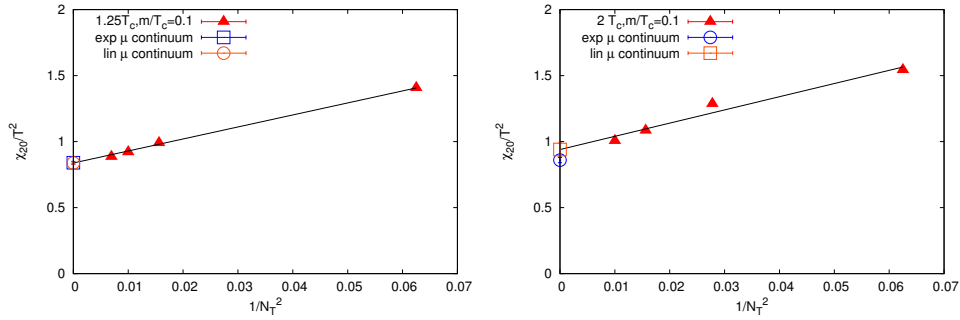 2
1.5
1
0.5
0
0 0.01 0.02 0.03 0.04 0.05 0.06 0.07
χ20/T^2
1/N_T^2
1.25T_c,m/T_c=0.1
exp μ continuum
lin μ continuum
2
1.5
1
0.5
0
0 0.01 0.02 0.03 0.04 0.05 0.06 0.07
χ20/T^2
1/N_T^2
2 T_c,m/T_c=0.1
exp μ continuum
lin μ continuum